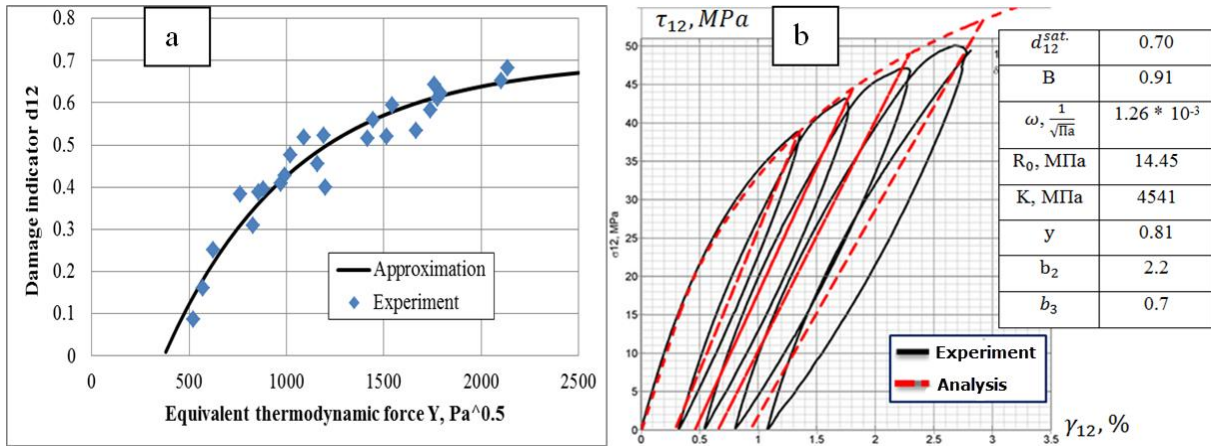 a
0.8
0.7
0.6
0.5
0.4
0.3
0.2
0.1
0
0 500 1000 1500 2000 2500
Damage indicator d12
Equivalent thermodynamic force Y, Pa^0.5
Approximation
Experiment
b
τ₁₂, MPa
50
45
40
35
30
25
20
15
10
5
0
σ12, MPa
0 0.5 1 1.5 2 2.5 3 3.5
γ₁₂, %
Experiment
Analysis
d₁₂^sat. 0.70
B 0.91
ω, 1/√Па 1.26 * 10⁻³
R₀, МПа 14.45
K, МПа 4541
y 0.81
b₂ 2.2
b₃ 0.7